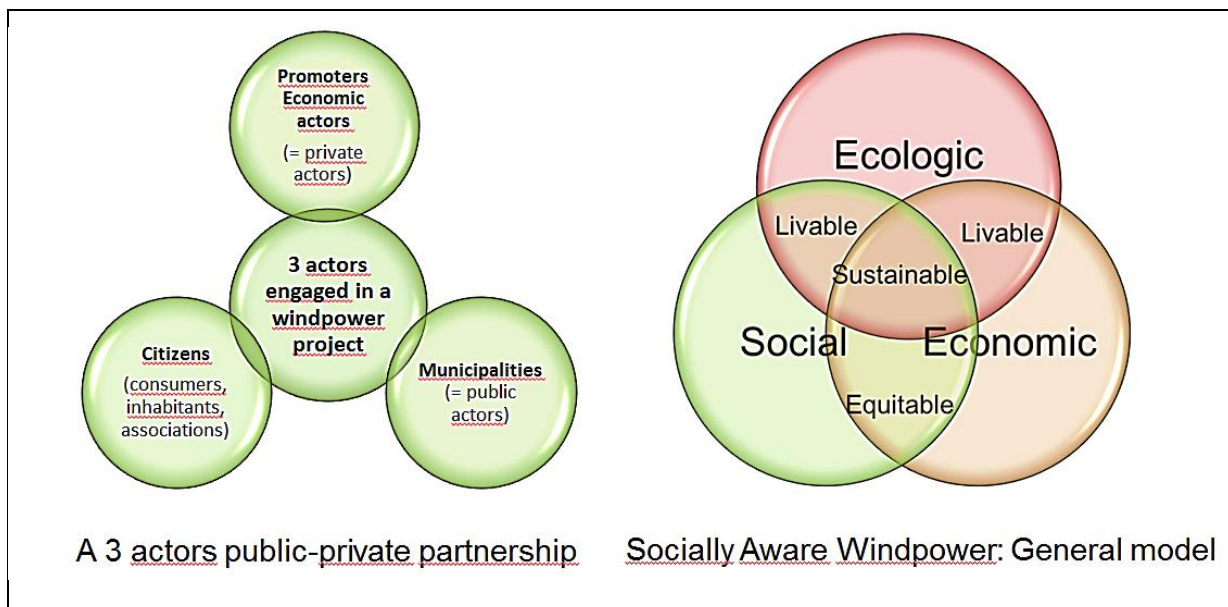 Promoters
Economic
actors
(= private
actors)
3 actors
engaged in a
windpower
project
Citizens
(consumers,
inhabitants,
associations)
Municipalities
(= public
actors)
A 3 actors public-private partnership
Ecologic
Livable
Livable
Sustainable
Social
Economic
Equitable
Socially Aware Windpower: General model